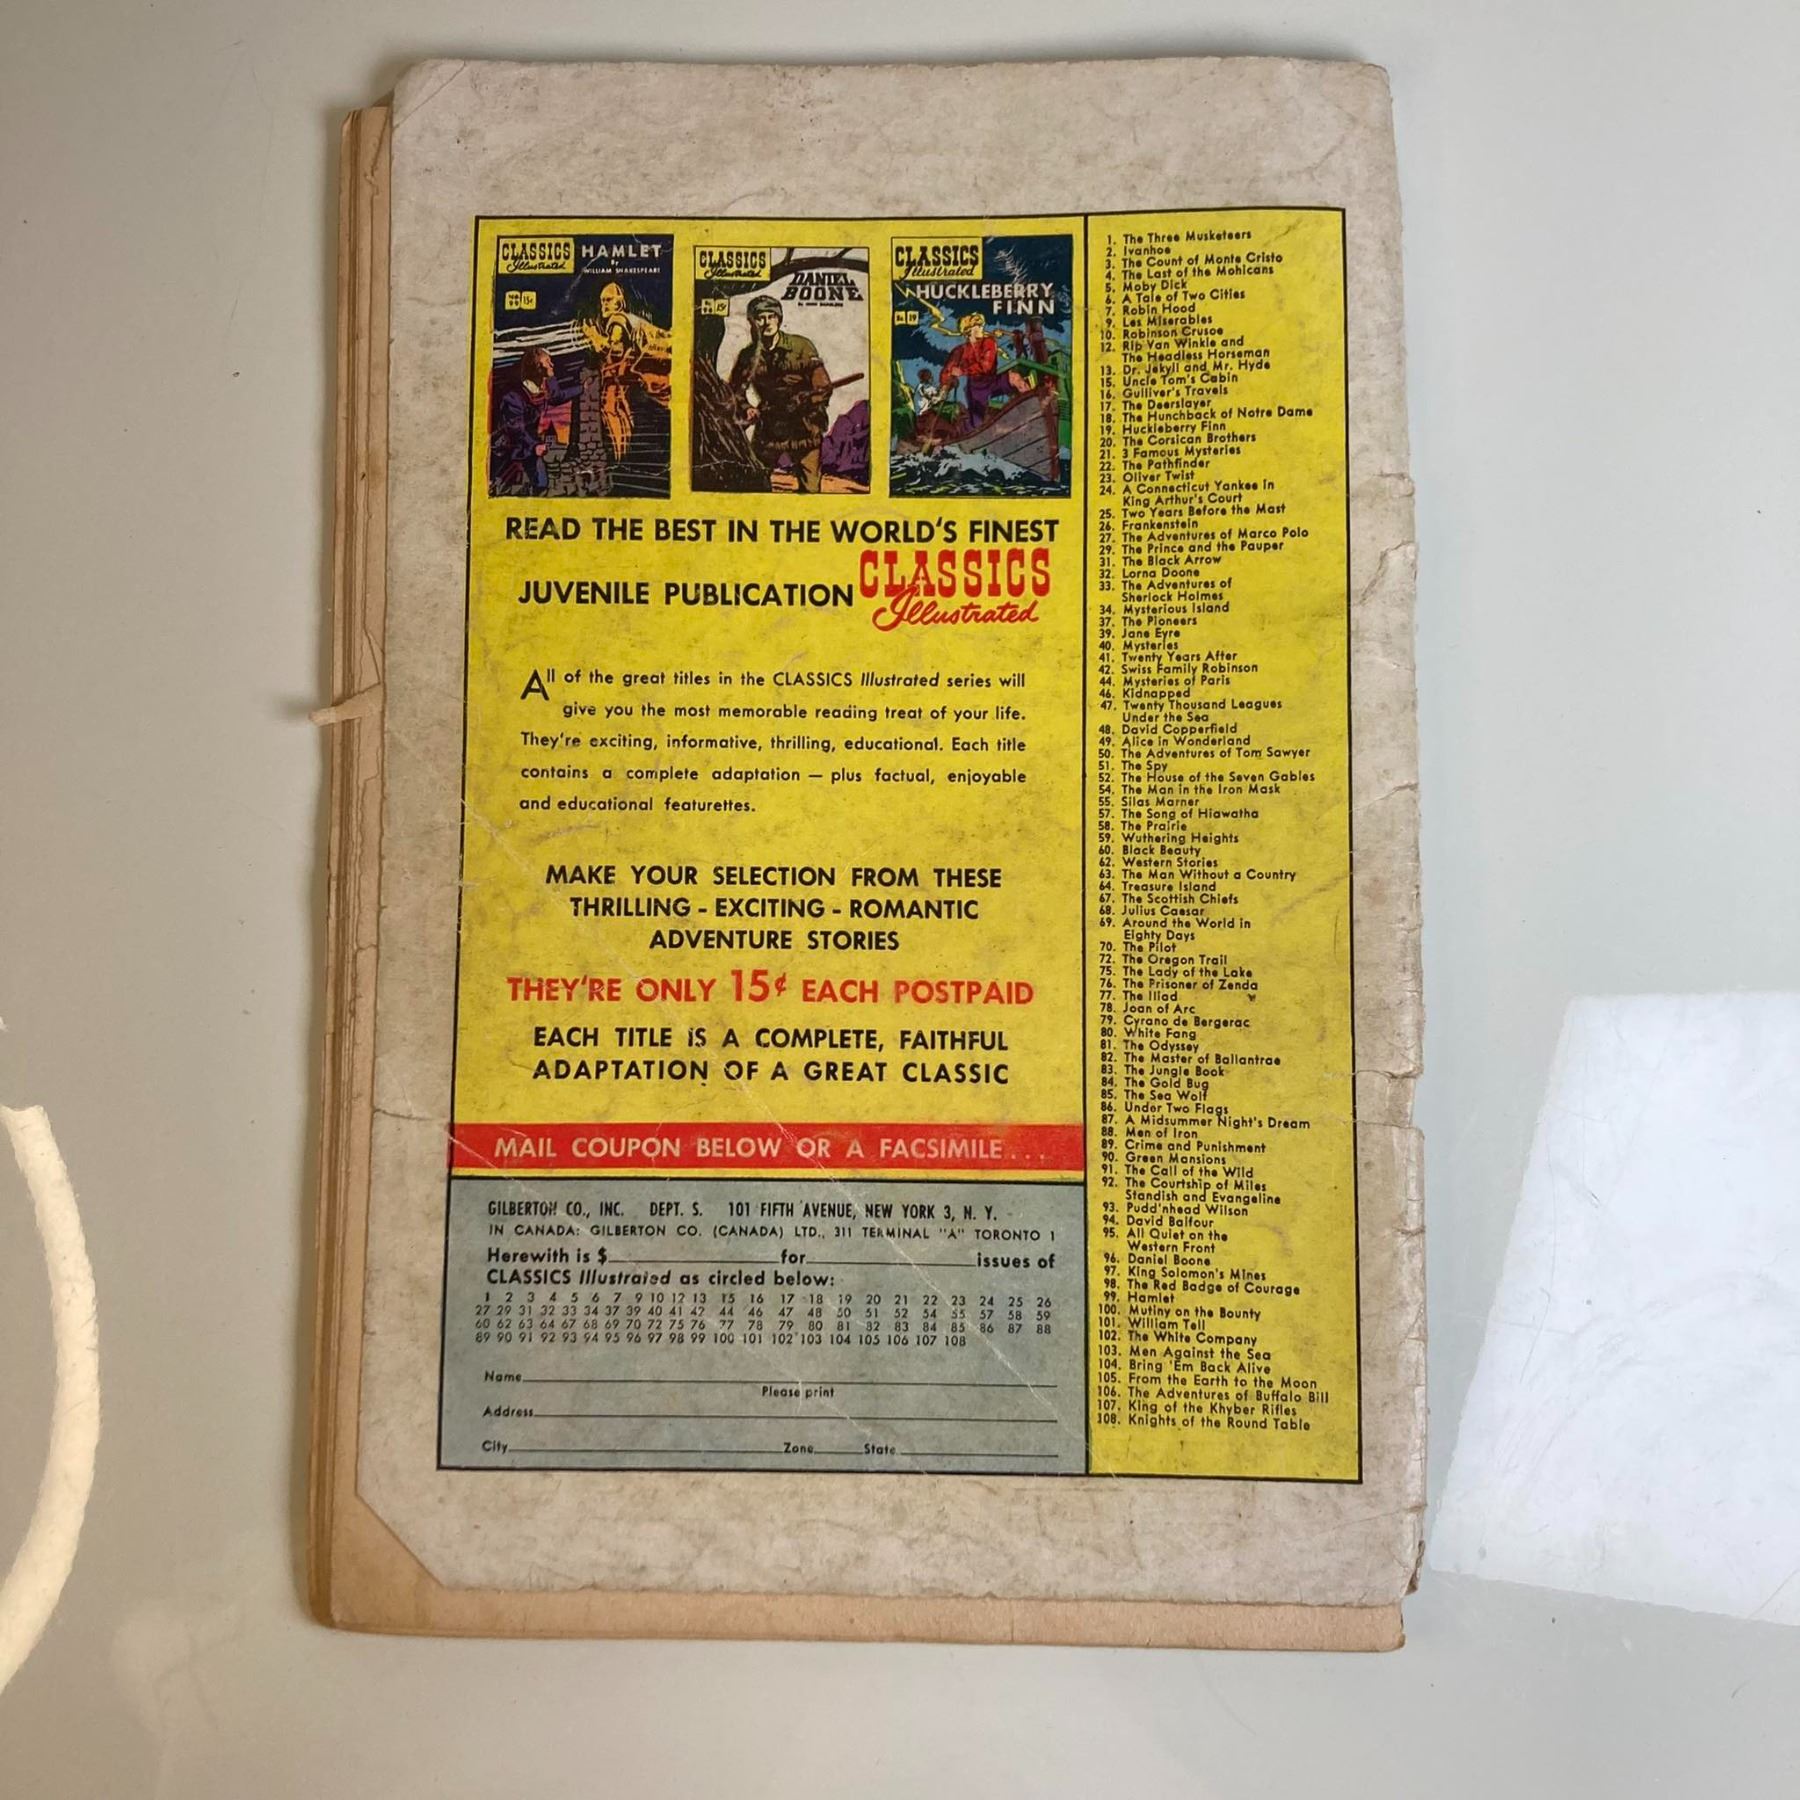 CLASSICS
Illustrated
HAMLET
By
WILLIAM SHAKESPEARE
No 99 15¢
CLASSICS
Illustrated
DANIEL
BOONE
15¢
CLASSICS
Illustrated
HUCKLEBERRY
FINN
No 19
READ THE BEST IN THE WORLD'S FINEST
JUVENILE PUBLICATION CLASSICS
Illustrated
All of the great titles in the CLASSICS Illustrated series will
give you the most memorable reading treat of your life.
They're exciting, informative, thrilling, educational. Each title
contains a complete adaptation — plus factual, enjoyable
and educational featurettes.
MAKE YOUR SELECTION FROM THESE
THRILLING - EXCITING - ROMANTIC
ADVENTURE STORIES
THEY'RE ONLY 15¢ EACH POSTPAID
EACH TITLE IS A COMPLETE, FAITHFUL
ADAPTATION OF A GREAT CLASSIC
MAIL COUPON BELOW OR A FACSIMILE . . .
GILBERTON CO., INC. DEPT. S. 101 FIFTH AVENUE, NEW YORK 3, N. Y.
IN CANADA: GILBERTON CO. (CANADA) LTD., 311 TERMINAL "A" TORONTO 1
Herewith is $ for issues of
CLASSICS Illustrated as circled below:
1 2 3 4 5 6 7 9 10 12 13 15 16 17 18 19 20 21 22 23 24 25 26
27 29 31 32 33 34 37 39 40 41 42 44 46 47 48 50 51 52 54 55 57 58 59
60 62 63 64 67 68 69 70 72 75 76 77 78 79 80 81 82 83 84 85 86 87 88
89 90 91 92 93 94 95 96 97 98 99 100 101 102 103 104 105 106 107 108
Name
Please print
Address
City Zone State
1. The Three Musketeers
2. Ivanhoe
3. The Count of Monte Cristo
4. The Last of the Mohicans
5. Moby Dick
6. A Tale of Two Cities
7. Robin Hood
9. Les Miserables
10. Robinson Crusoe
12. Rip Van Winkle and
The Headless Horseman
13. Dr. Jekyll and Mr. Hyde
15. Uncle Tom's Cabin
16. Gulliver's Travels
17. The Deerslayer
18. The Hunchback of Notre Dame
19. Huckleberry Finn
20. The Corsican Brothers
21. 3 Famous Mysteries
22. The Pathfinder
23. Oliver Twist
24. A Connecticut Yankee in
King Arthur's Court
25. Two Years Before the Mast
26. Frankenstein
27. The Adventures of Marco Polo
29. The Prince and the Pauper
31. The Black Arrow
32. Lorna Doone
33. The Adventures of
Sherlock Holmes
34. Mysterious Island
37. The Pioneers
39. Jane Eyre
40. Mysteries
41. Twenty Years After
42. Swiss Family Robinson
44. Mysteries of Paris
46. Kidnapped
47. Twenty Thousand Leagues
Under the Sea
48. David Copperfield
49. Alice in Wonderland
50. The Adventures of Tom Sawyer
51. The Spy
52. The House of the Seven Gables
54. The Man in the Iron Mask
55. Silas Marner
57. The Song of Hiawatha
58. The Prairie
59. Wuthering Heights
60. Black Beauty
62. Western Stories
63. The Man Without a Country
64. Treasure Island
67. The Scottish Chiefs
68. Julius Caesar
69. Around the World in
Eighty Days
70. The Pilot
72. The Oregon Trail
75. The Lady of the Lake
76. The Prisoner of Zenda
77. The Iliad
78. Joan of Arc
79. Cyrano de Bergerac
80. White Fang
81. The Odyssey
82. The Master of Ballantrae
83. The Jungle Book
84. The Gold Bug
85. The Sea Wolf
86. Under Two Flags
87. A Midsummer Night's Dream
88. Men of Iron
89. Crime and Punishment
90. Green Mansions
91. The Call of the Wild
92. The Courtship of Miles
Standish and Evangeline
93. Pudd'nhead Wilson
94. David Balfour
95. All Quiet on the
Western Front
96. Daniel Boone
97. King Solomon's Mines
98. The Red Badge of Courage
99. Hamlet
100. Mutiny on the Bounty
101. William Tell
102. The White Company
103. Men Against the Sea
104. Bring 'Em Back Alive
105. From the Earth to the Moon
106. The Adventures of Buffalo Bill
107. King of the Khyber Rifles
108. Knights of the Round Table